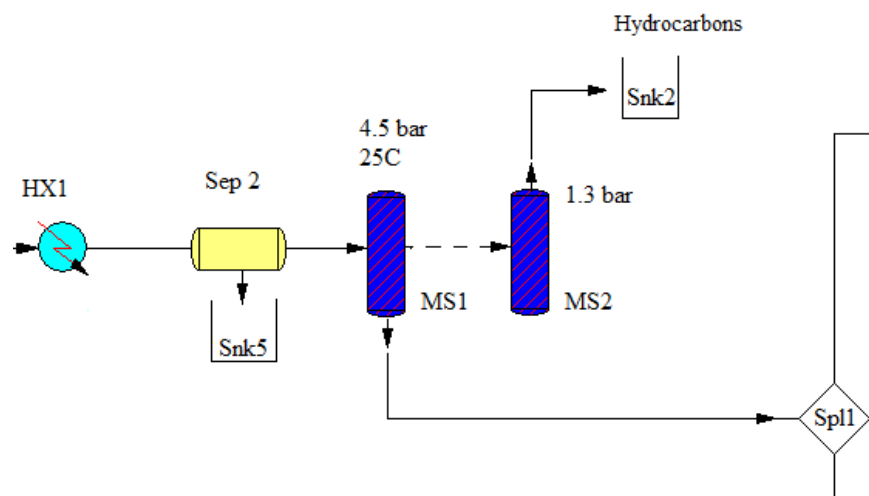 Hydrocarbons
Snk2
4.5 bar
25C
Sep 2
HX1
1.3 bar
MS1
MS2
Snk5
Spl1